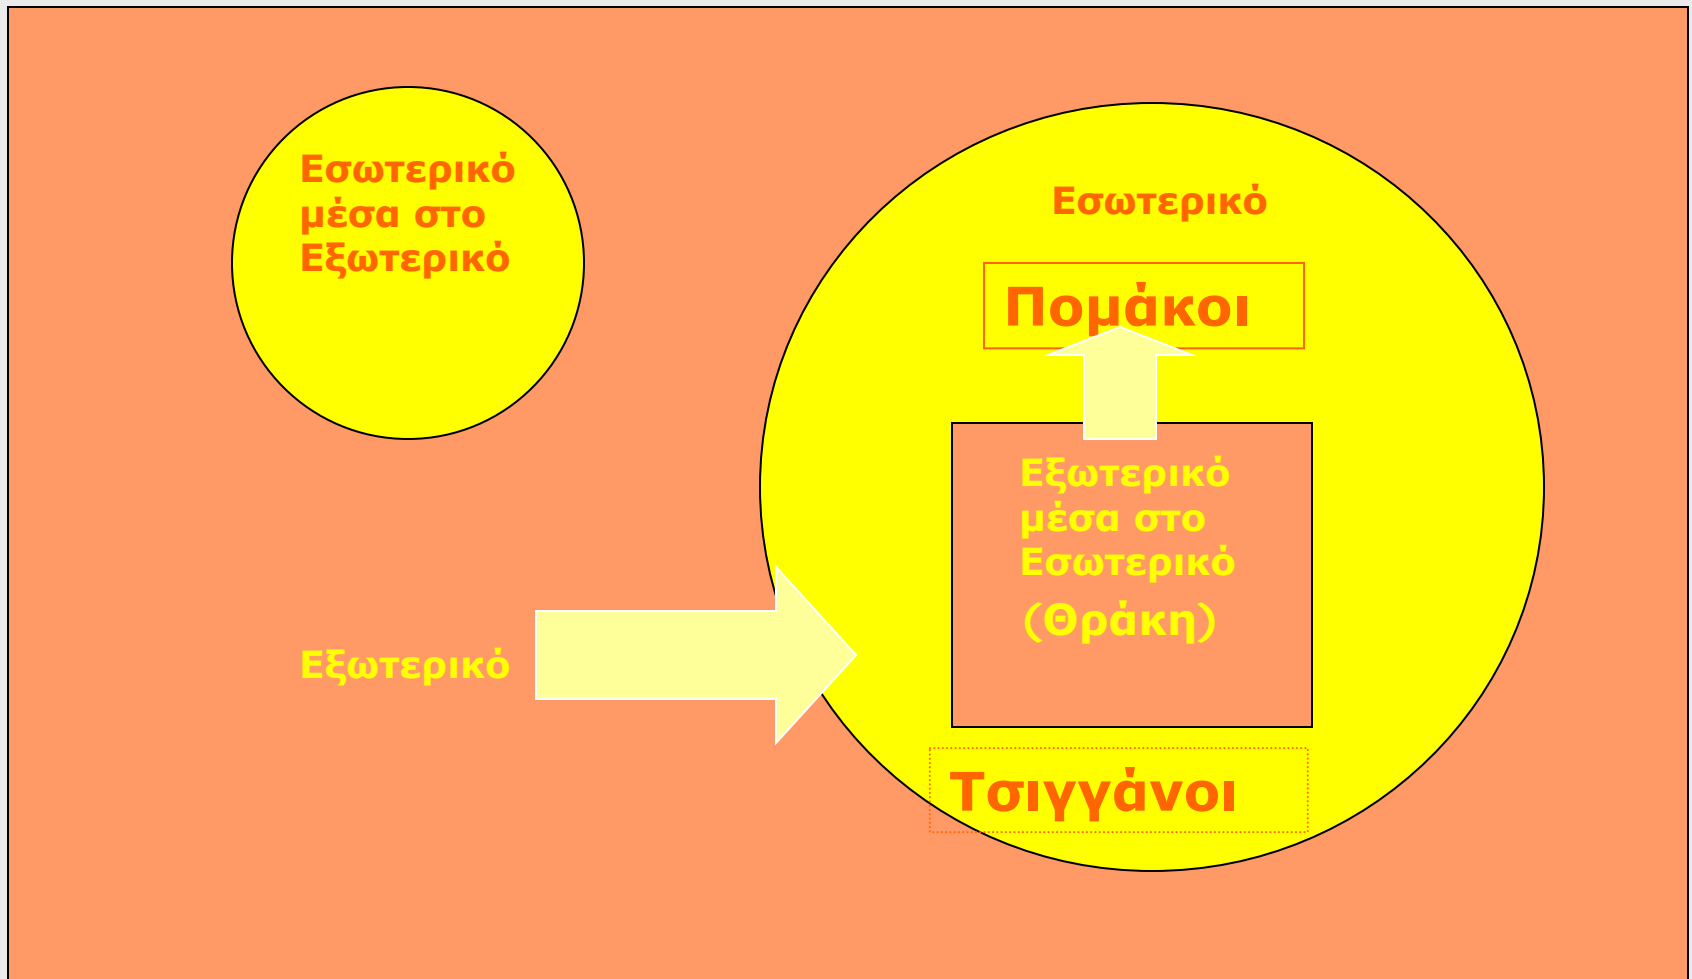 Εσωτερικό
μέσα στο
Εξωτερικό
Εσωτερικό
Πομάκοι
Εξωτερικό
μέσα στο
Εσωτερικό
(Θράκη)
Εξωτερικό
Τσιγγάνοι